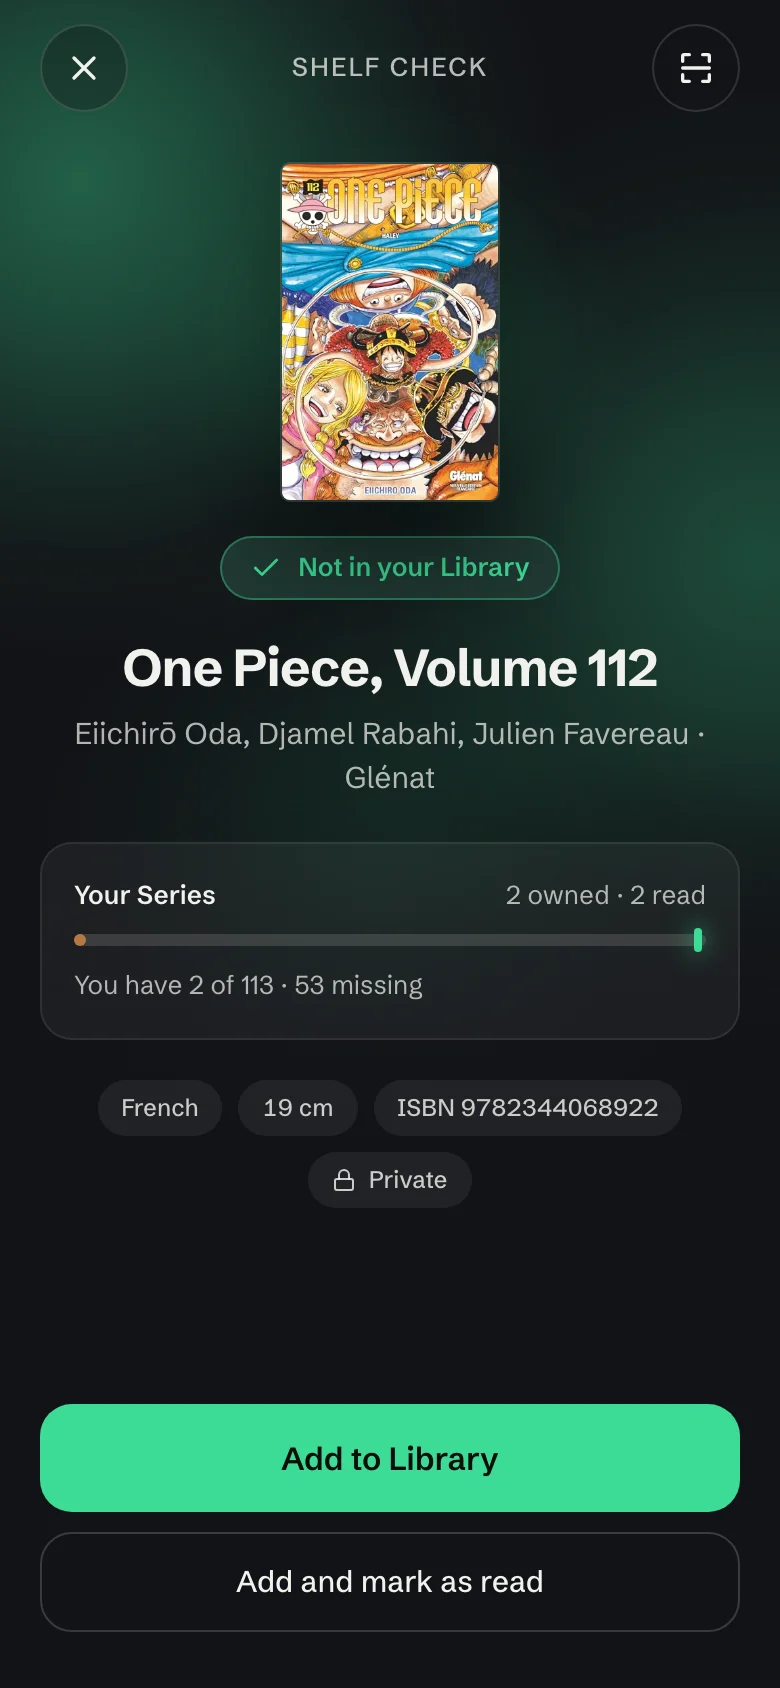 SHELF CHECK
112
ONE PIECE
HALEY
Glénat
EIICHIRO ODA
Not in your Library
One Piece, Volume 112
Eiichirō Oda, Djamel Rabahi, Julien Favereau ·
Glénat
Your Series
2 owned · 2 read
You have 2 of 113 · 53 missing
French
19 cm
ISBN 9782344068922
Private
Add to Library
Add and mark as read